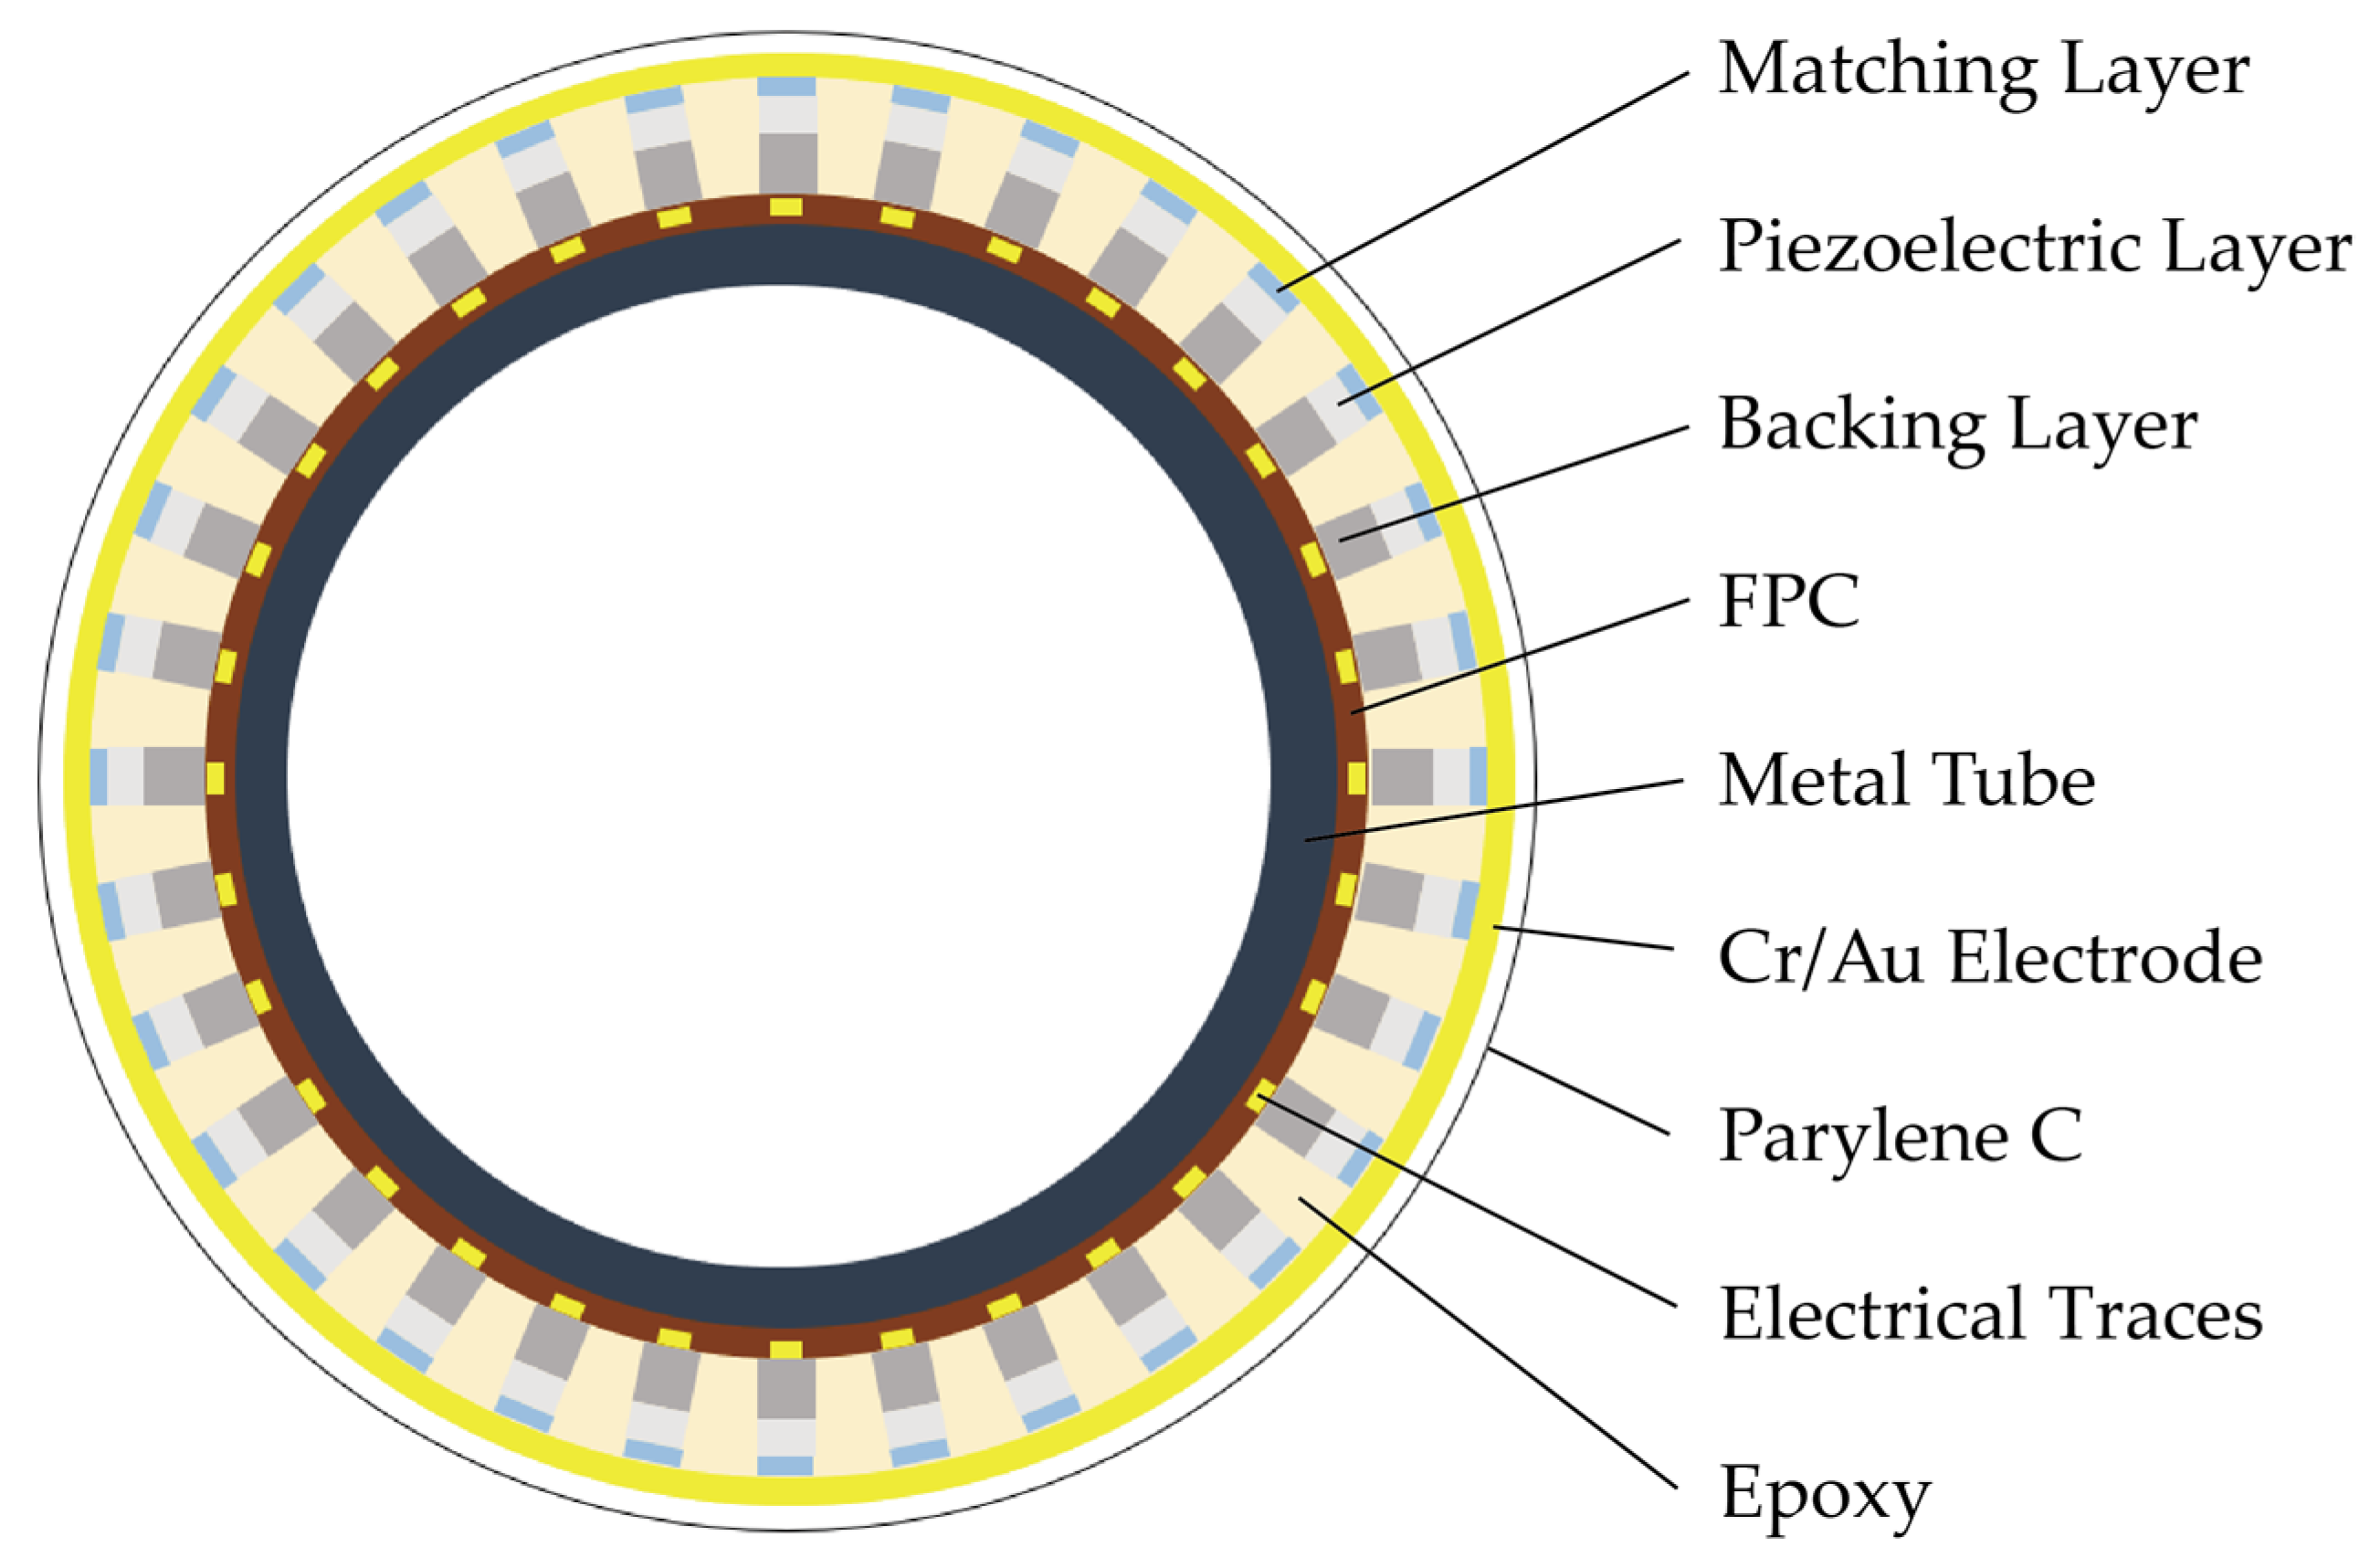 Matching Layer
Piezoelectric Layer
Backing Layer
FPC
Metal Tube
Cr/Au Electrode
Parylene C
Electrical Traces
Epoxy